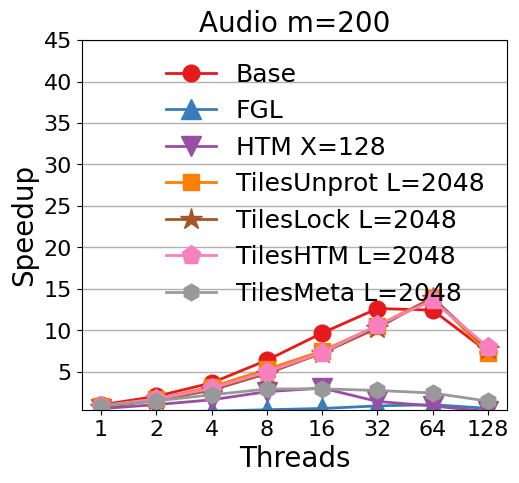 Audio m=200
Speedup
45
40
35
30
25
20
15
10
5
Base
FGL
HTM X=128
TilesUnprot L=2048
TilesLock L=2048
TilesHTM L=2048
TilesMeta L=2048
1 2 4 8 16 32 64 128
Threads